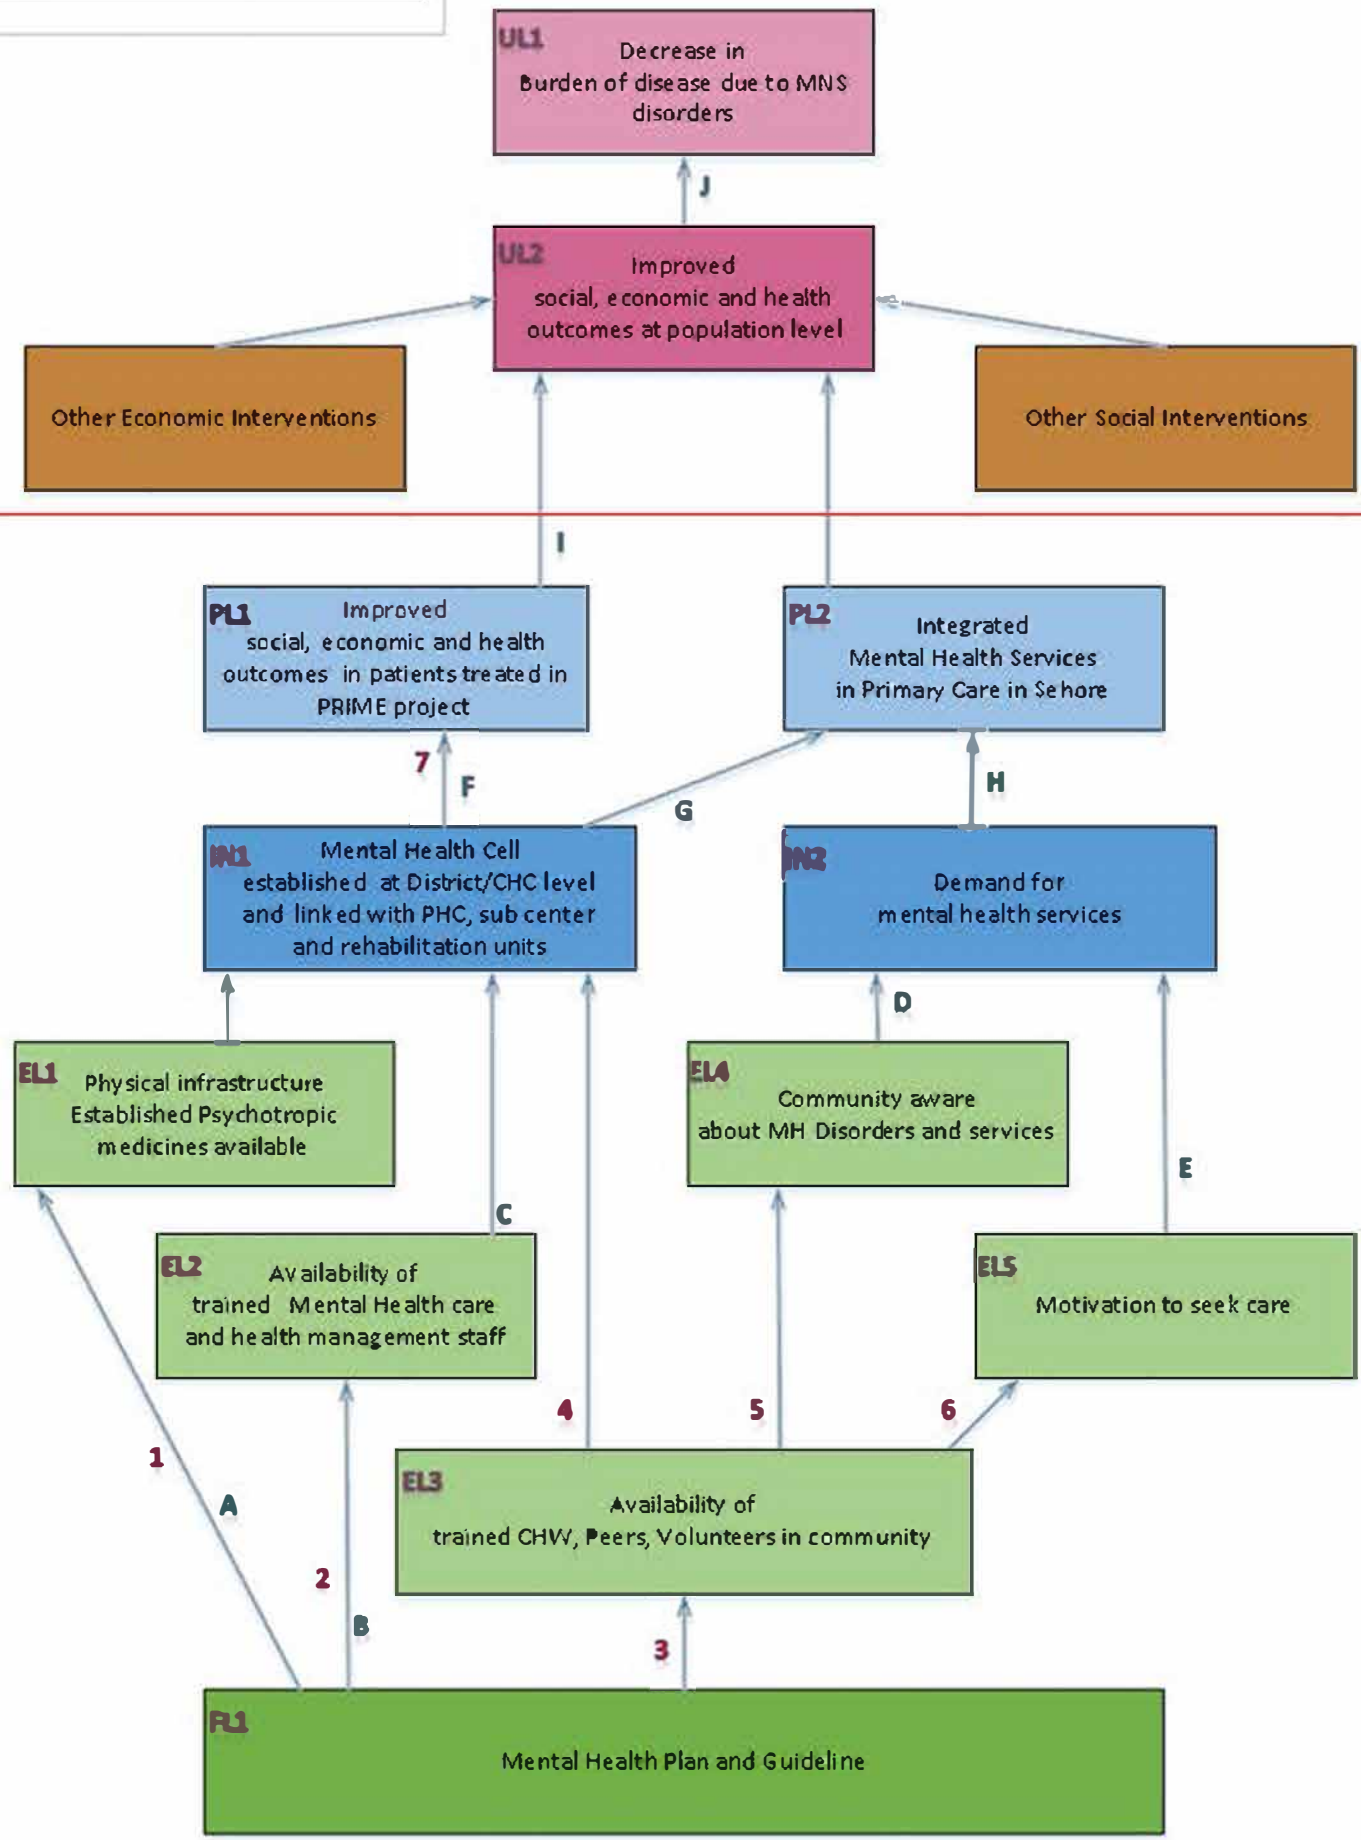 UL1
Decrease in
Burden of disease due to MNS
disorders
J
UL2
Improved
social, economic and health
outcomes at population level
Other Economic Interventions
Other Social Interventions
I
PL1
Improved
social, economic and health
outcomes in patients treated in
PRIME project
PL2
Integrated
Mental Health Services
in Primary Care in Sehore
7
F
G
H
IN1
Mental Health Cell
established at District/CHC level
and linked with PHC, sub center
and rehabilitation units
IN2
Demand for
mental health services
D
EL1
Physical infrastructure
Established Psychotropic
medicines available
EL4
Community aware
about MH Disorders and services
E
C
EL2
Availability of
trained Mental Health care
and health management staff
EL5
Motivation to seek care
4
5
6
1
A
EL3
Availability of
trained CHW, Peers, Volunteers in community
2
B
3
FL1
Mental Health Plan and Guideline